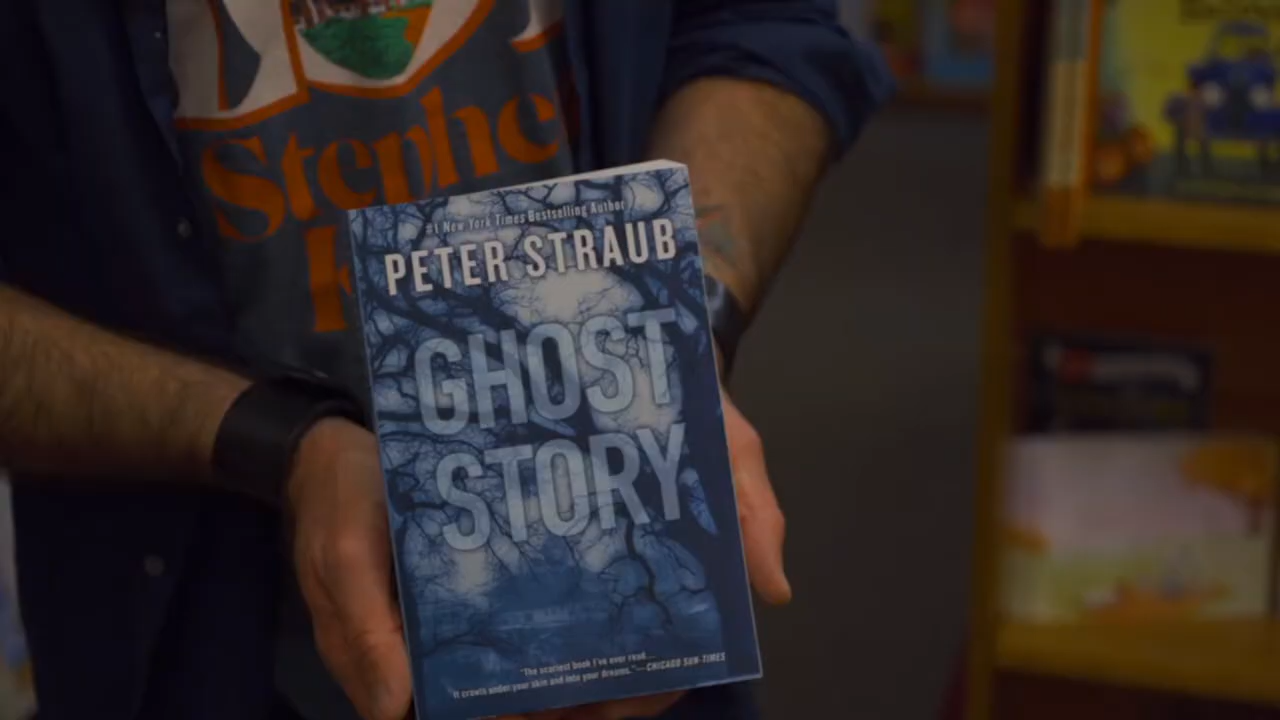 Stephe
K
#1 New York Times Bestselling Author
PETER STRAUB
GHOST
STORY
"The scariest book I've ever read....
It crawls under your skin and into your dreams."—CHICAGO SUN-TIMES